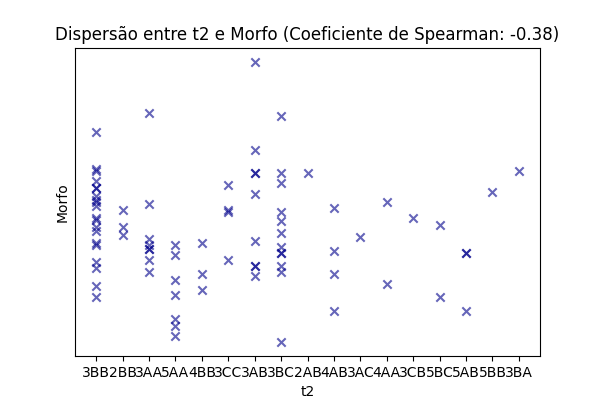 Dispersão entre t2 e Morfo (Coeficiente de Spearman: -0.38)
Morfo
3BB2BB3AA5AA4BB3CC3AB3BC2AB4AB3AC4AA3CB5BC5AB5BB3BA
t2